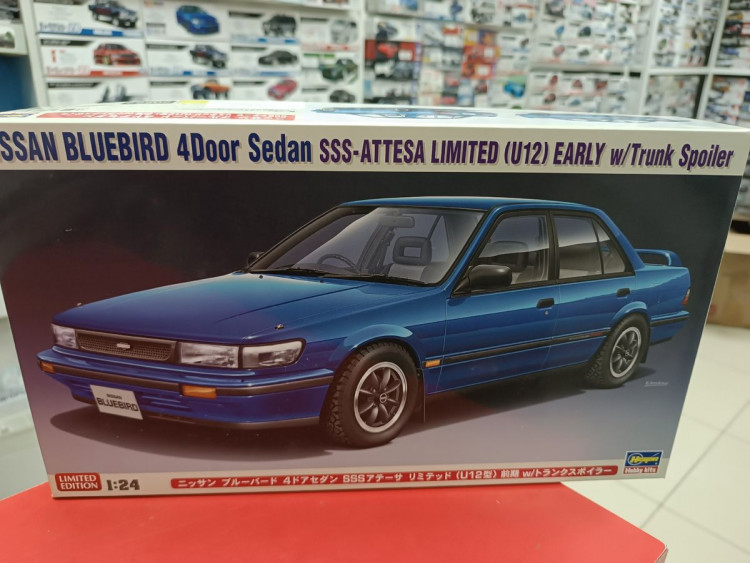 SSAN BLUEBIRD 4Door Sedan SSS-ATTESA LIMITED (U12) EARLY w/Trunk Spoiler
BLUEBIRD
LIMITED
EDITION
1:24
ニッサン ブルーバード 4ドアセダン SSSアテーサ リミテッド (U12型) 前期 w/トランクスポイラー
Hasegawa
Hobby kits